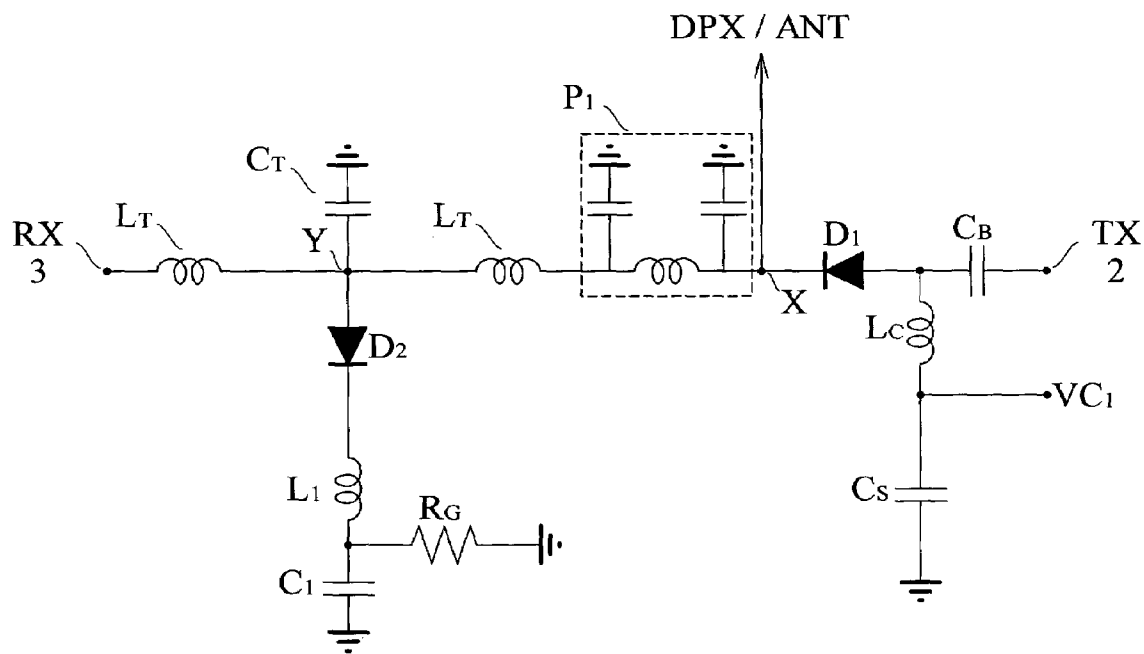 DPX / ANT
P1
CT
LT
LT
D1
CB
RX
3
Y
X
TX
2
D2
LC
VC1
L1
RG
CS
C1